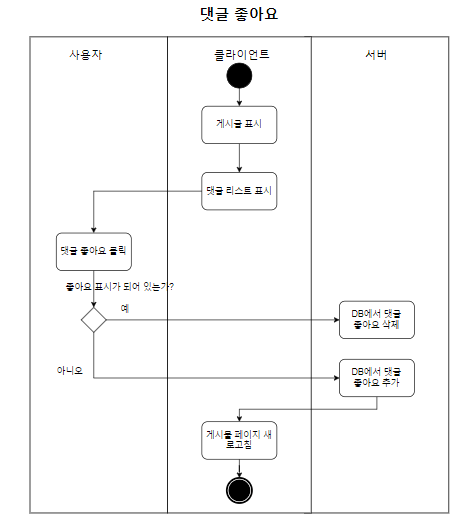 댓글 좋아요
사용자
클라이언트
서버
게시글 표시
댓글 리스트 표시
댓글 좋아요 클릭
좋아요 표시가 되어 있는가?
예
DB에서 댓글
좋아요 삭제
아니오
DB에서 댓글
좋아요 추가
게시물 페이지 새
로고침